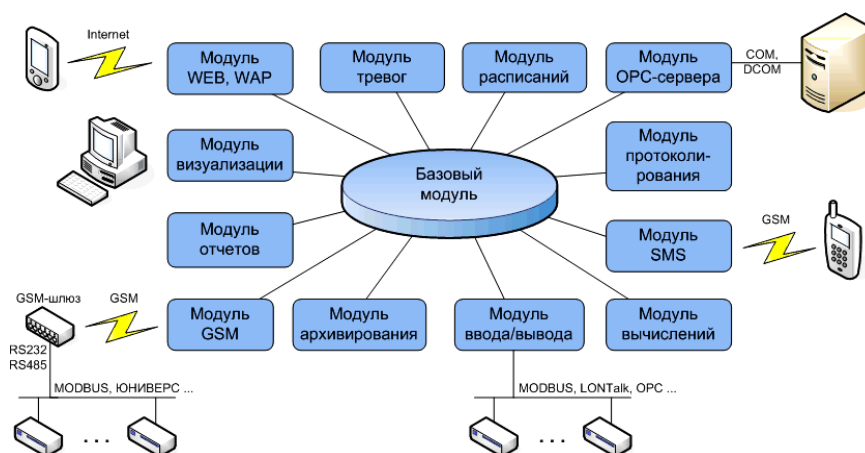 Internet
Модуль
WEB, WAP
Модуль
тревог
Модуль
расписаний
Модуль
ОРС-сервера
COM,
DCOM
Модуль
визуализации
Базовый
модуль
Модуль
протоколи-
рования
Модуль
отчетов
Модуль
SMS
GSM
GSM-шлюз
GSM
Модуль
GSM
Модуль
архивирования
Модуль
ввода/вывода
Модуль
вычислений
RS232
RS485
MODBUS, ЮНИВЕРС ...
MODBUS, LONTalk, OPC ...
. . .
. . .